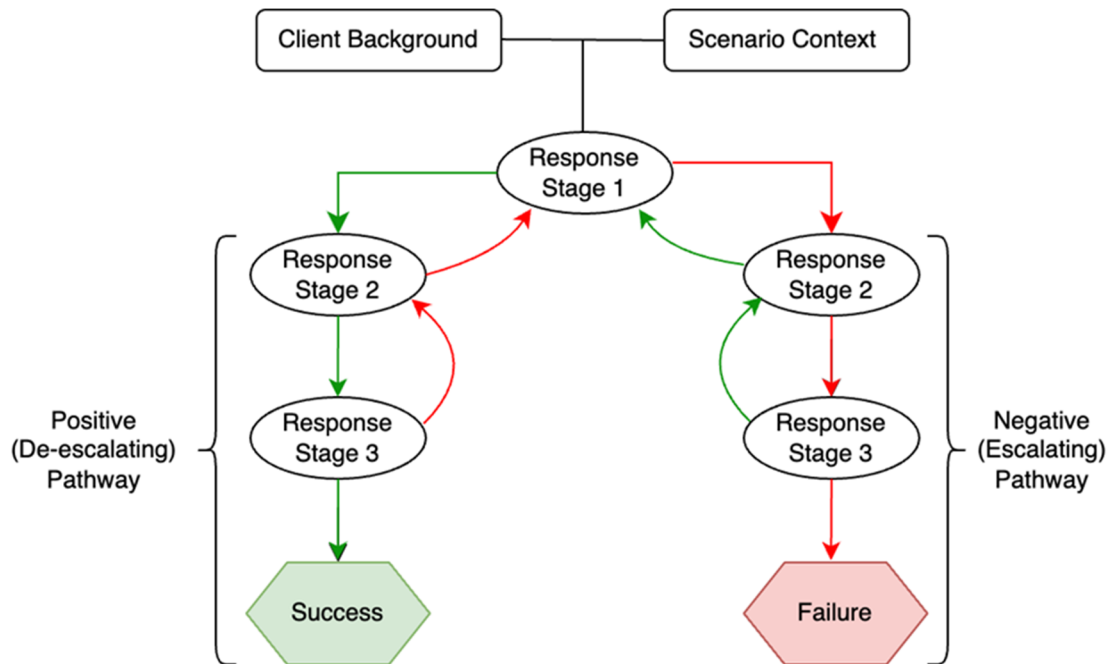 Client Background
Scenario Context
Response
Stage 1
Response
Stage 2
Response
Stage 2
Positive
(De-escalating)
Pathway
Response
Stage 3
Response
Stage 3
Negative
(Escalating)
Pathway
Success
Failure